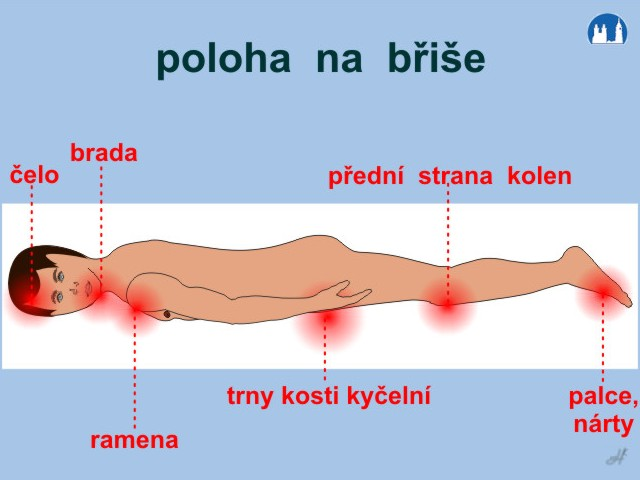 poloha na břiše
brada
čelo
přední strana kolen
trny kosti kyčelní
palce,
nárty
ramena